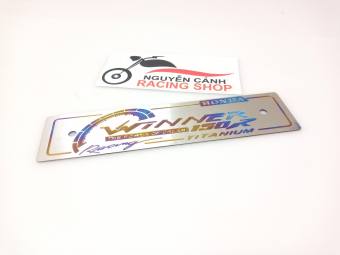 NGUYỄN CẢNH
RACING SHOP
HONDA
WINNER
150R
Racing
TITANIUM